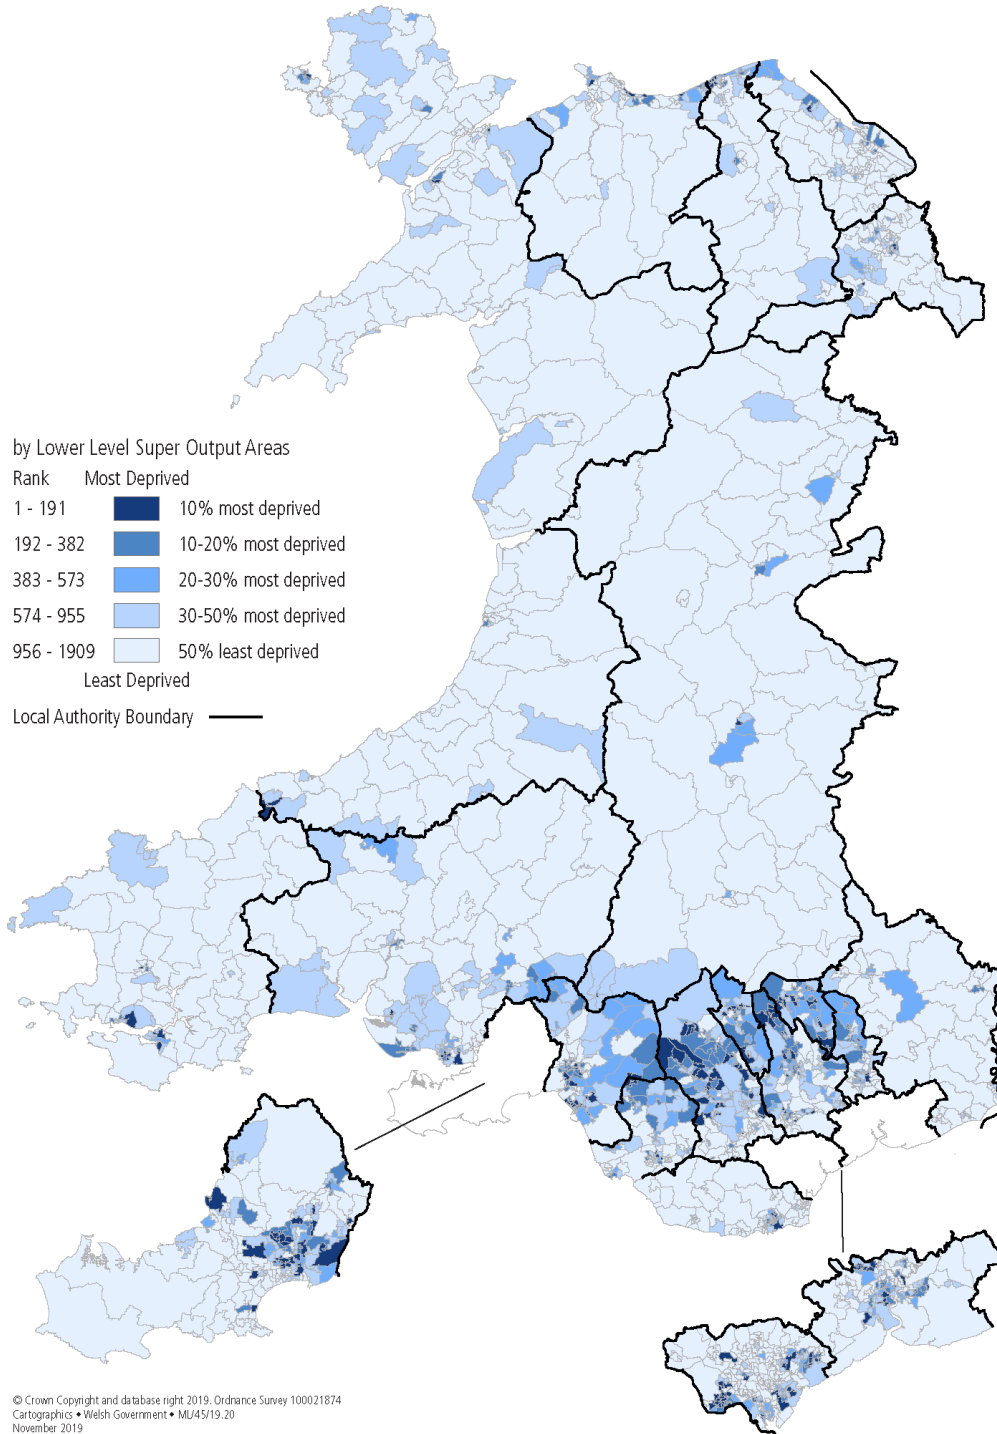 by Lower Level Super Output Areas
Rank Most Deprived
1 - 191 10% most deprived
192 - 382 10-20% most deprived
383 - 573 20-30% most deprived
574 - 955 30-50% most deprived
956 - 1909 50% least deprived
Least Deprived
Local Authority Boundary
© Crown Copyright and database right 2019. Ordnance Survey 100021874
Cartographics ♦ Welsh Government ♦ ML/45/19.20
November 2019